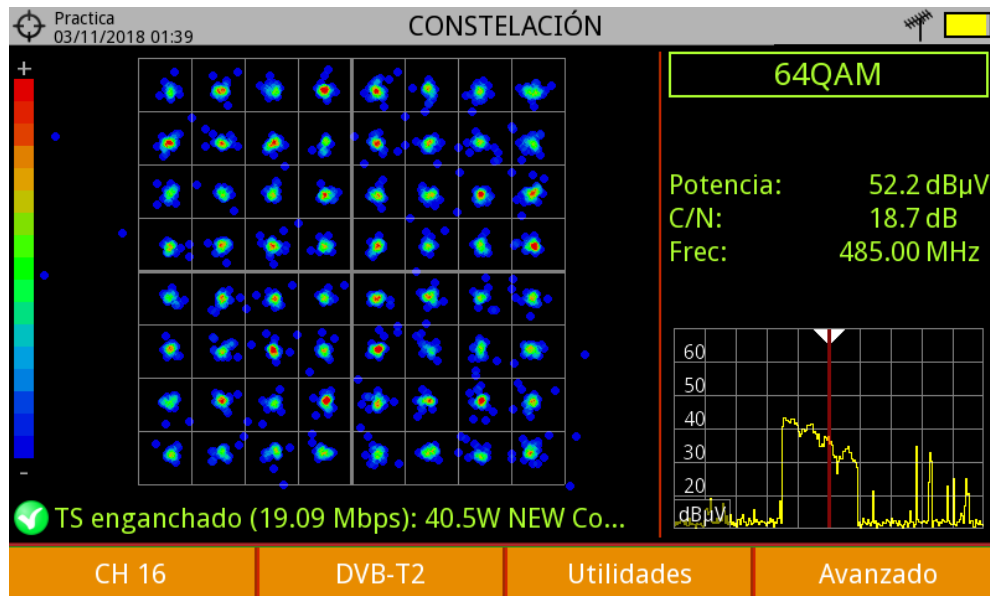 Practica
03/11/2018 01:39
CONSTELACIÓN
+
-
64QAM
Potencia: 52.2 dBµV
C/N: 18.7 dB
Frec: 485.00 MHz
60
50
40
30
20
dBµV
TS enganchado (19.09 Mbps): 40.5W NEW Co...
CH 16
DVB-T2
Utilidades
Avanzado